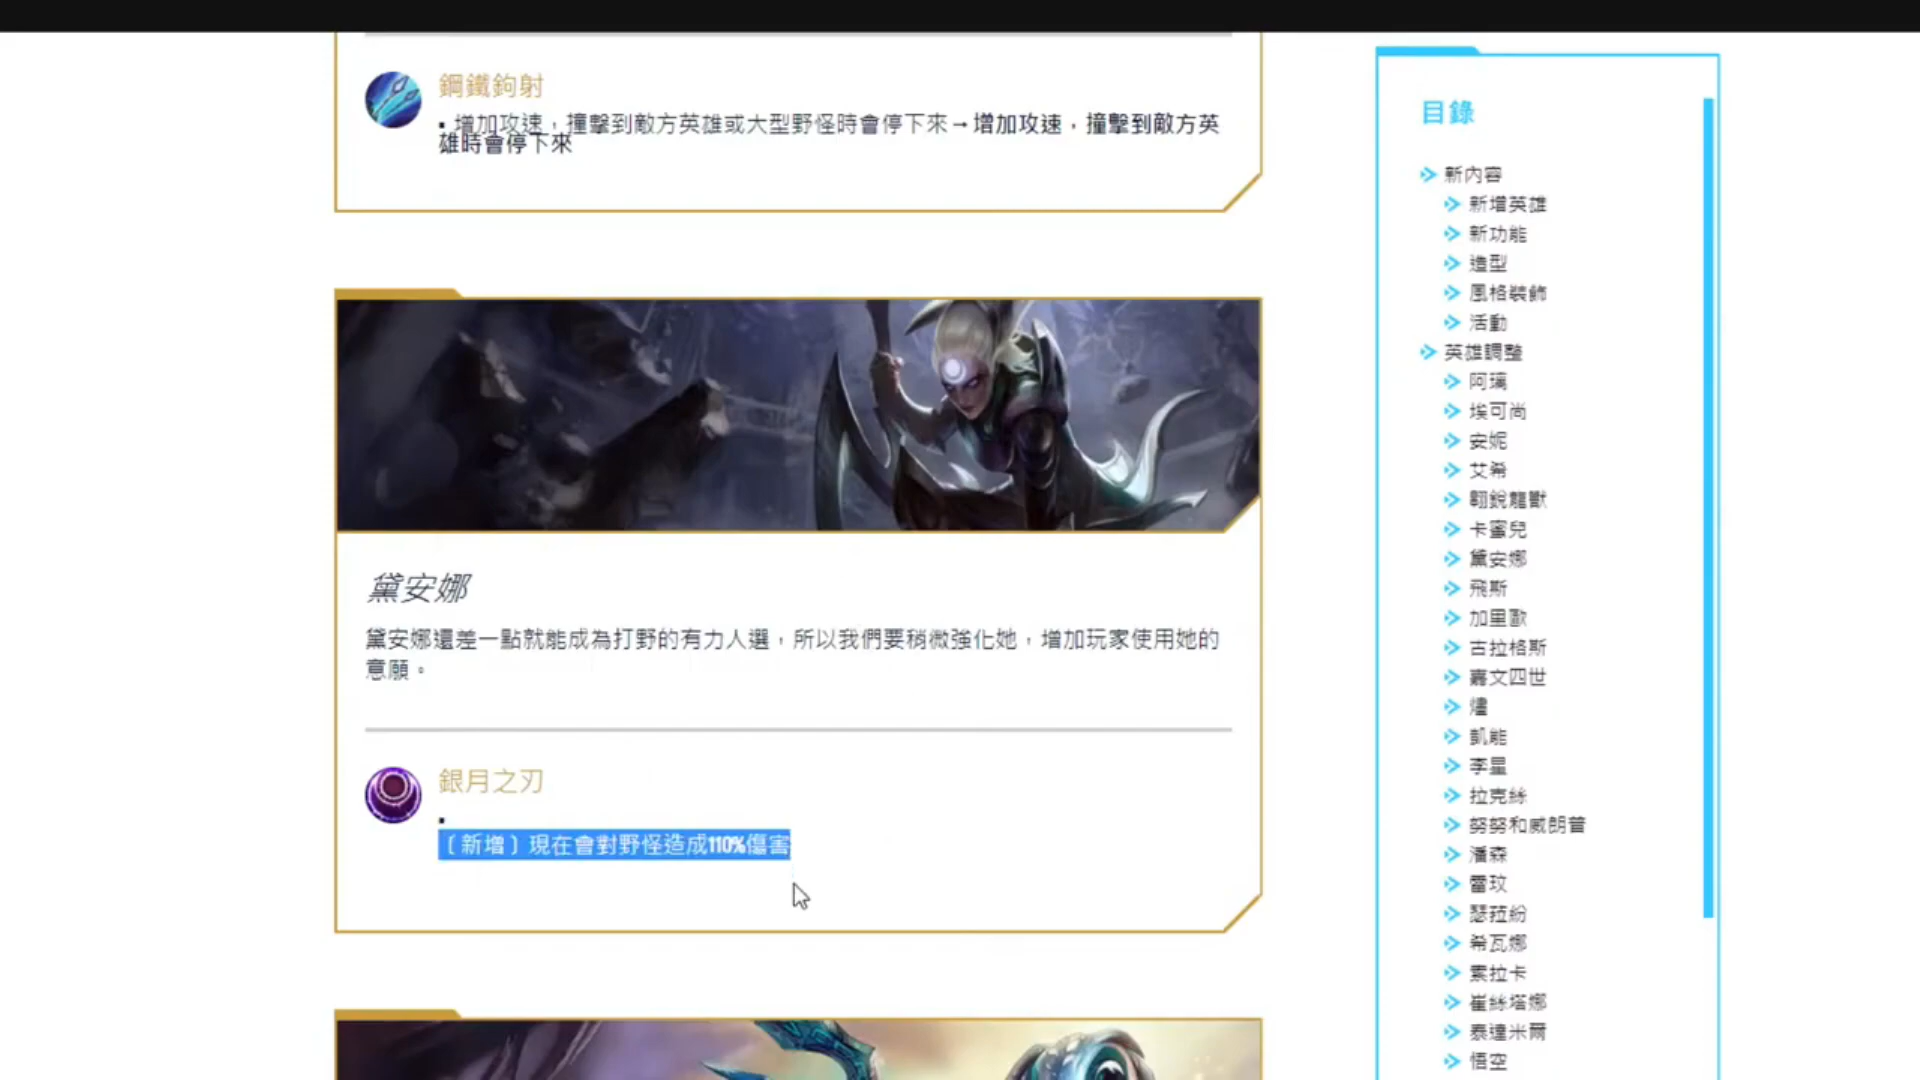 鋼鐵鉤射
▪ 增加攻速，撞擊到敵方英雄或大型野怪時會停下來→增加攻速，撞擊到敵方英
雄時會停下來
黛安娜
黛安娜還差一點就能成為打野的有力人選，所以我們要稍微強化她，增加玩家使用她的
意願。
銀月之刃
▪
〔新增〕現在會對野怪造成110%傷害
目錄
新內容
新增英雄
新功能
造型
風格裝飾
活動
英雄調整
阿璃
埃可尚
安妮
艾希
翱銳龍獸
卡蜜兒
黛安娜
飛斯
加里歐
古拉格斯
嘉文四世
燼
凱能
李星
拉克絲
努努和威朗普
潘森
雷玟
瑟菈紛
希瓦娜
索拉卡
崔絲塔娜
泰達米爾
悟空